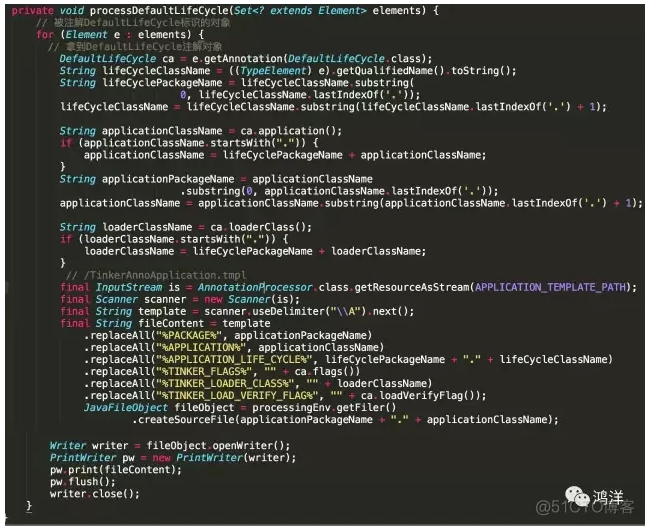 private void processDefaultLifeCycle(Set<? extends Element> elements) {
// 被注解DefaultLifeCycle标识的对象
for (Element e : elements) {
// 拿到DefaultLifeCycle注解对象
DefaultLifeCycle ca = e.getAnnotation(DefaultLifeCycle.class);
String lifeCycleClassName = ((TypeElement) e).getQualifiedName().toString();
String lifeCyclePackageName = lifeCycleClassName.substring(
0, lifeCycleClassName.lastIndexOf('.'));
lifeCycleClassName = lifeCycleClassName.substring(lifeCycleClassName.lastIndexOf('.') + 1);
String applicationClassName = ca.application();
if (applicationClassName.startsWith(".")) {
applicationClassName = lifeCyclePackageName + applicationClassName;
}
String applicationPackageName = applicationClassName
.substring(0, applicationClassName.lastIndexOf('.'));
applicationClassName = applicationClassName.substring(applicationClassName.lastIndexOf('.') + 1);
String loaderClassName = ca.loaderClass();
if (loaderClassName.startsWith(".")) {
loaderClassName = lifeCyclePackageName + loaderClassName;
}
// /TinkerAnnoApplication.tmpl
final InputStream is = AnnotationProcessor.class.getResourceAsStream(APPLICATION_TEMPLATE_PATH);
final Scanner scanner = new Scanner(is);
final String template = scanner.useDelimiter("\\A").next();
final String fileContent = template
.replaceAll("%PACKAGE%", applicationPackageName)
.replaceAll("%APPLICATION%", applicationClassName)
.replaceAll("%APPLICATION_LIFE_CYCLE%", lifeCyclePackageName + "." + lifeCycleClassName)
.replaceAll("%TINKER_FLAGS%", "" + ca.flags())
.replaceAll("%TINKER_LOADER_CLASS%", "" + loaderClassName)
.replaceAll("%TINKER_LOAD_VERIFY_FLAG%", "" + ca.loadVerifyFlag());
JavaFileObject fileObject = processingEnv.getFiler()
.createSourceFile(applicationPackageName + "." + applicationClassName);
Writer writer = fileObject.openWriter();
PrintWriter pw = new PrintWriter(writer);
pw.print(fileContent);
pw.flush();
writer.close();
}
鸿洋
@51CTO博客